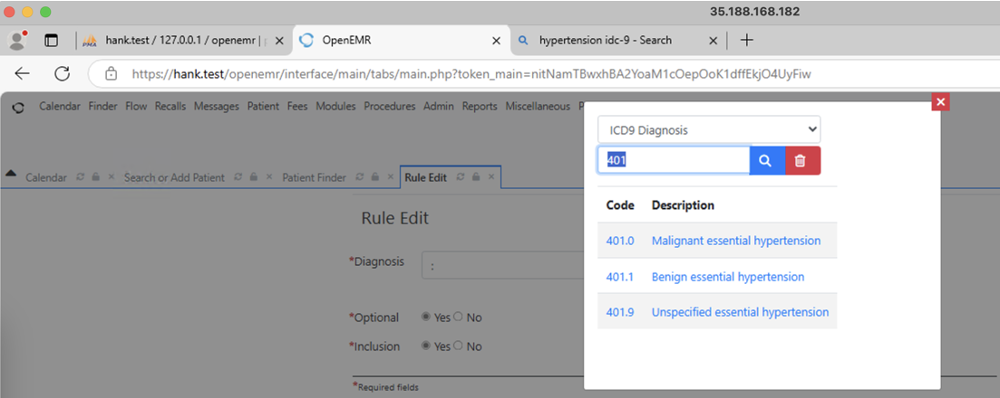 35.188.168.182
hank.test / 127.0.0.1 / openemr | OpenEMR hypertension idc-9 - Search
https://hank.test/openemr/interface/main/tabs/main.php?token_main=nitNamTBwxhBA2YoaM1cOepOoK1dffEkjO4UyFiw
Calendar Finder Flow Recalls Messages Patient Fees Modules Procedures Admin Reports Miscellaneous
Calendar Search or Add Patient Patient Finder Rule Edit
Rule Edit
*Diagnosis :
*Optional Yes No
*Inclusion Yes No
*Required fields
ICD9 Diagnosis
401
Code Description
401.0 Malignant essential hypertension
401.1 Benign essential hypertension
401.9 Unspecified essential hypertension